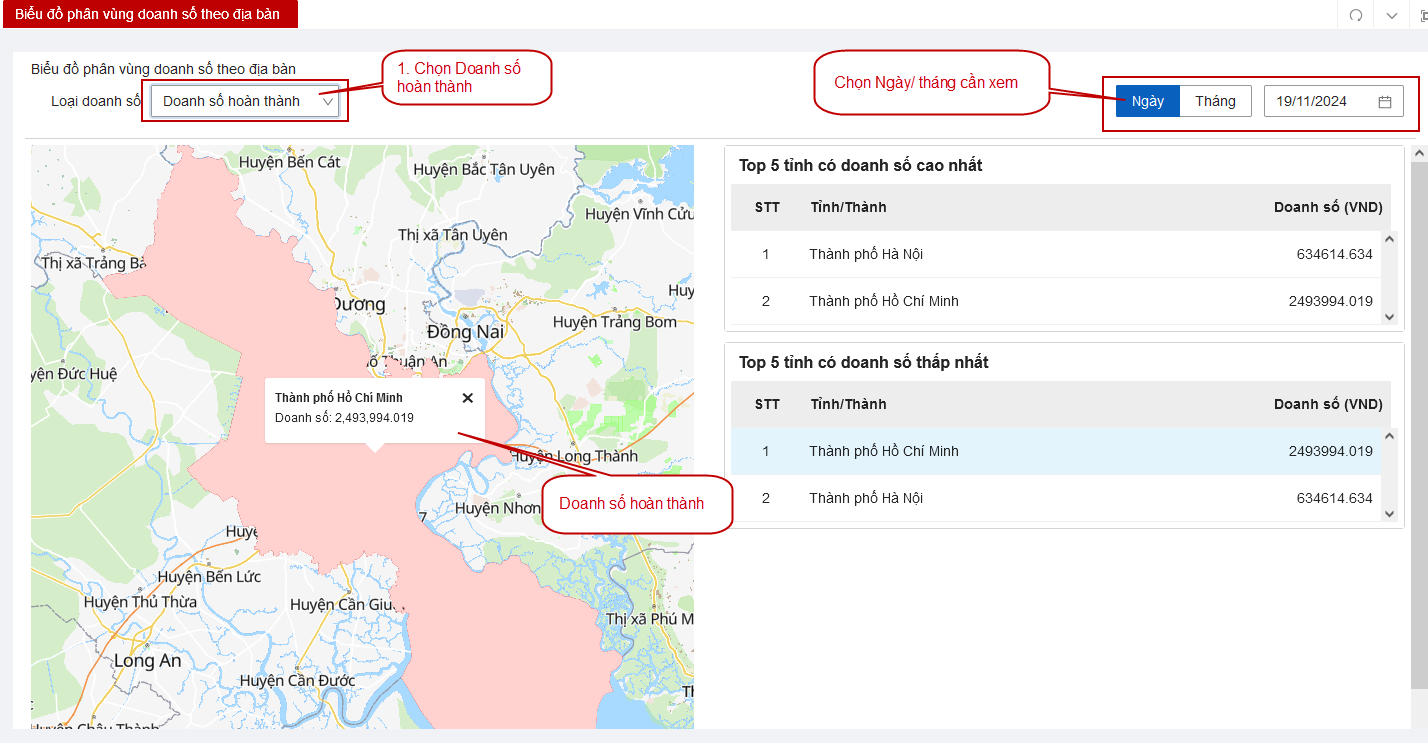 Biểu đồ phân vùng doanh số theo địa bàn
Biểu đồ phân vùng doanh số theo địa bàn
Loại doanh số
Doanh số hoàn thành
1. Chọn Doanh số
hoàn thành
Chọn Ngày/ tháng cần xem
Ngày
Tháng
19/11/2024
Huyện Bến Cát
Huyện Bắc Tân Uyên
Huyện Vĩnh Cửu
Thị xã Tân Uyên
Thị xã Trảng Bà
Huy
Dương
Đồng Nai
Huyện Trảng Bom
ố Thuận An
yện Đức Huệ
Thành phố Hồ Chí Minh
Doanh số: 2,493,994.019
Huyện Long Thành
Doanh số hoàn thành
Huyện Nhơn
7
Huyệ
Huyện Bến Lức
Huyện Thủ Thừa
Huyện Cần Giu
Thị xã Phú M
Long An
Huyện Cần Đước
Th
Huyện Châu Thành
Top 5 tỉnh có doanh số cao nhất
STT Tỉnh/Thành Doanh số (VND)
1 Thành phố Hà Nội 634614.634
2 Thành phố Hồ Chí Minh 2493994.019
Top 5 tỉnh có doanh số thấp nhất
STT Tỉnh/Thành Doanh số (VND)
1 Thành phố Hồ Chí Minh 2493994.019
2 Thành phố Hà Nội 634614.634